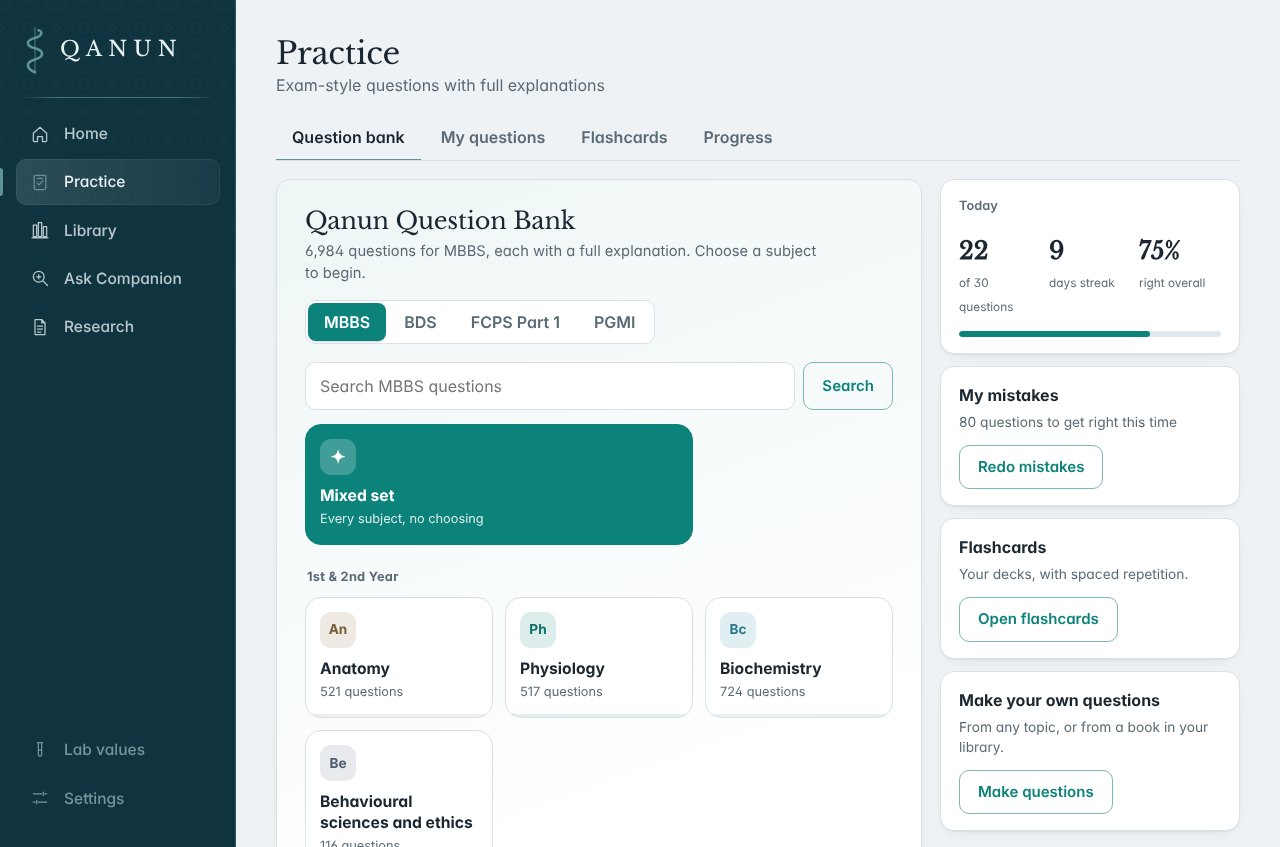 QANUN
Home
Practice
Library
Ask Companion
Research
Lab values
Settings
Practice
Exam-style questions with full explanations
Question bank
My questions
Flashcards
Progress
Qanun Question Bank
6,984 questions for MBBS, each with a full explanation. Choose a subject
to begin.
MBBS
BDS
FCPS Part 1
PGMI
Search MBBS questions
Search
Mixed set
Every subject, no choosing
1st & 2nd Year
An
Anatomy
521 questions
Ph
Physiology
517 questions
Bc
Biochemistry
724 questions
Be
Behavioural
sciences and ethics
116 questions
Today
22
of 30
questions
9
days streak
75%
right overall
My mistakes
80 questions to get right this time
Redo mistakes
Flashcards
Your decks, with spaced repetition.
Open flashcards
Make your own questions
From any topic, or from a book in your
library.
Make questions